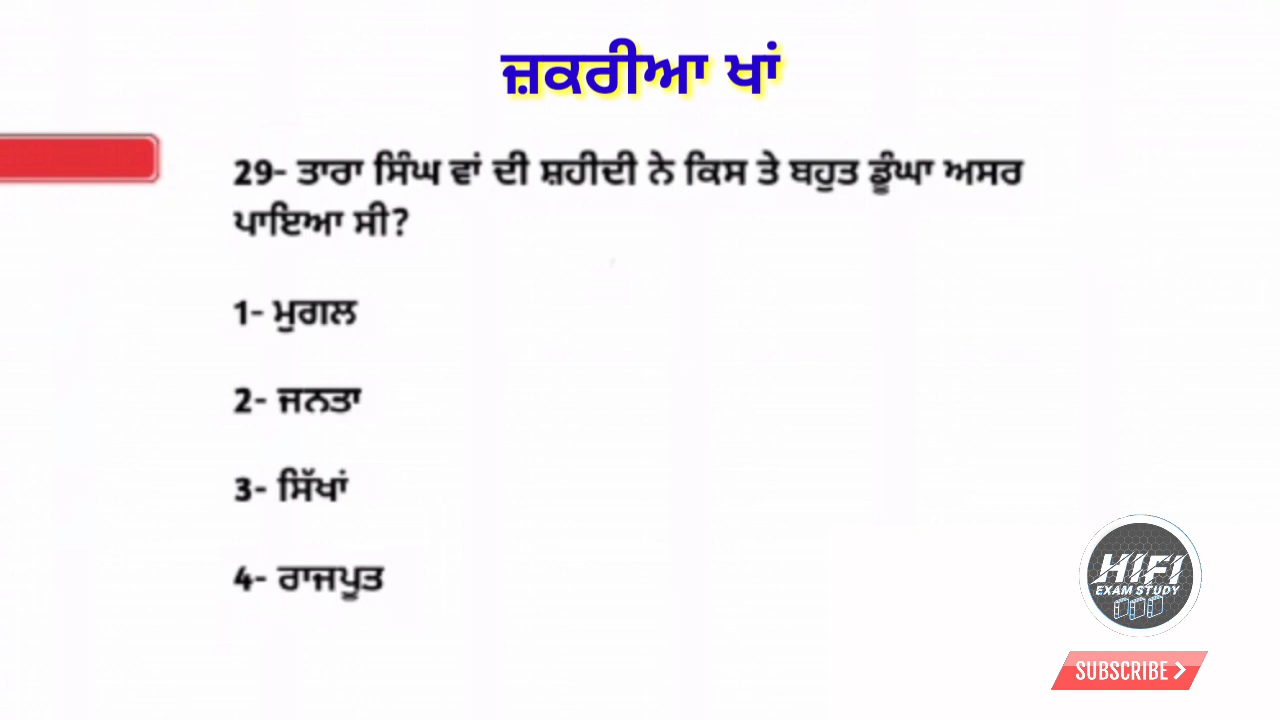 ਜ਼ਕਰੀਆ ਖਾਂ
29- ਤਾਰਾ ਸਿੰਘ ਵਾਂ ਦੀ ਸ਼ਹੀਦੀ ਨੇ ਕਿਸ ਤੇ ਬਹੁਤ ਡੂੰਘਾ ਅਸਰ
ਪਾਇਆ ਸੀ?
1- ਮੁਗਲ
2- ਜਨਤਾ
3- ਸਿੱਖਾਂ
4- ਰਾਜਪੂਤ
HIFI
EXAM STUDY
SUBSCRIBE